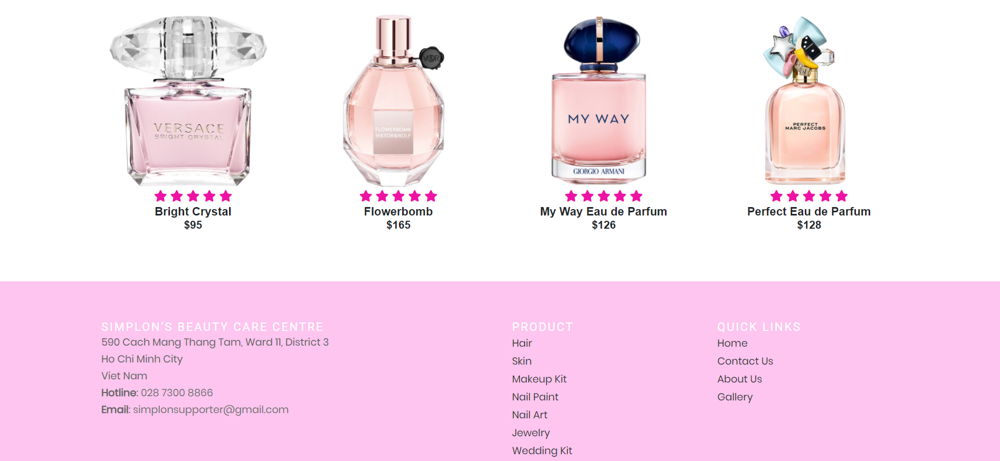 VERSACE
BRIGHT CRYSTAL
V&R
FLOWERBOMB
VIKTOR&ROLF
MY WAY
GIORGIO ARMANI
PERFECT
MARC JACOBS
Bright Crystal
$95
Flowerbomb
$165
My Way Eau de Parfum
$126
Perfect Eau de Parfum
$128
SIMPLON'S BEAUTY CARE CENTRE
590 Cach Mang Thang Tam, Ward 11, District 3
Ho Chi Minh City
Viet Nam
Hotline: 028 7300 8866
Email: simplonsupporter@gmail.com
PRODUCT
Hair
Skin
Makeup Kit
Nail Paint
Nail Art
Jewelry
Wedding Kit
QUICK LINKS
Home
Contact Us
About Us
Gallery